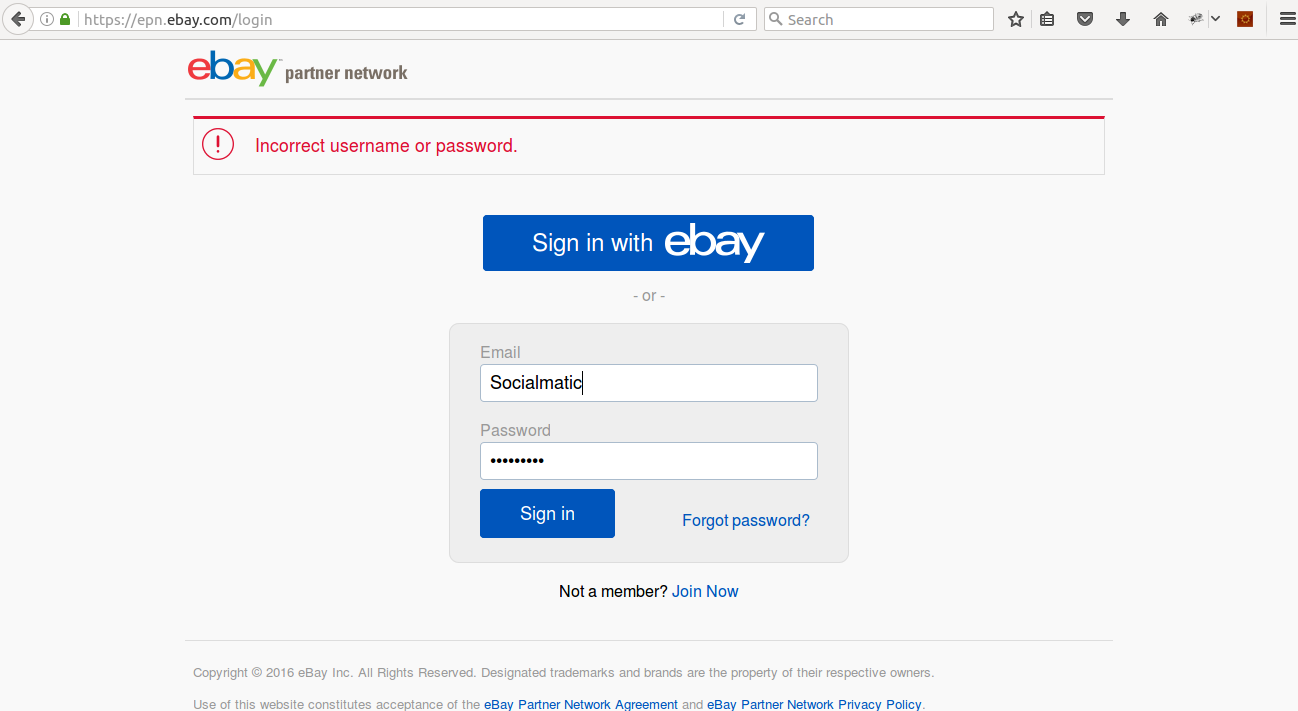 https://epn.ebay.com/login
Search
ebay™ partner network
! Incorrect username or password.
Sign in with ebay
- or -
Email
Socialmatic
Password
•••••••••
Sign in
Forgot password?
Not a member? Join Now
Copyright © 2016 eBay Inc. All Rights Reserved. Designated trademarks and brands are the property of their respective owners.
Use of this website constitutes acceptance of the eBay Partner Network Agreement and eBay Partner Network Privacy Policy.